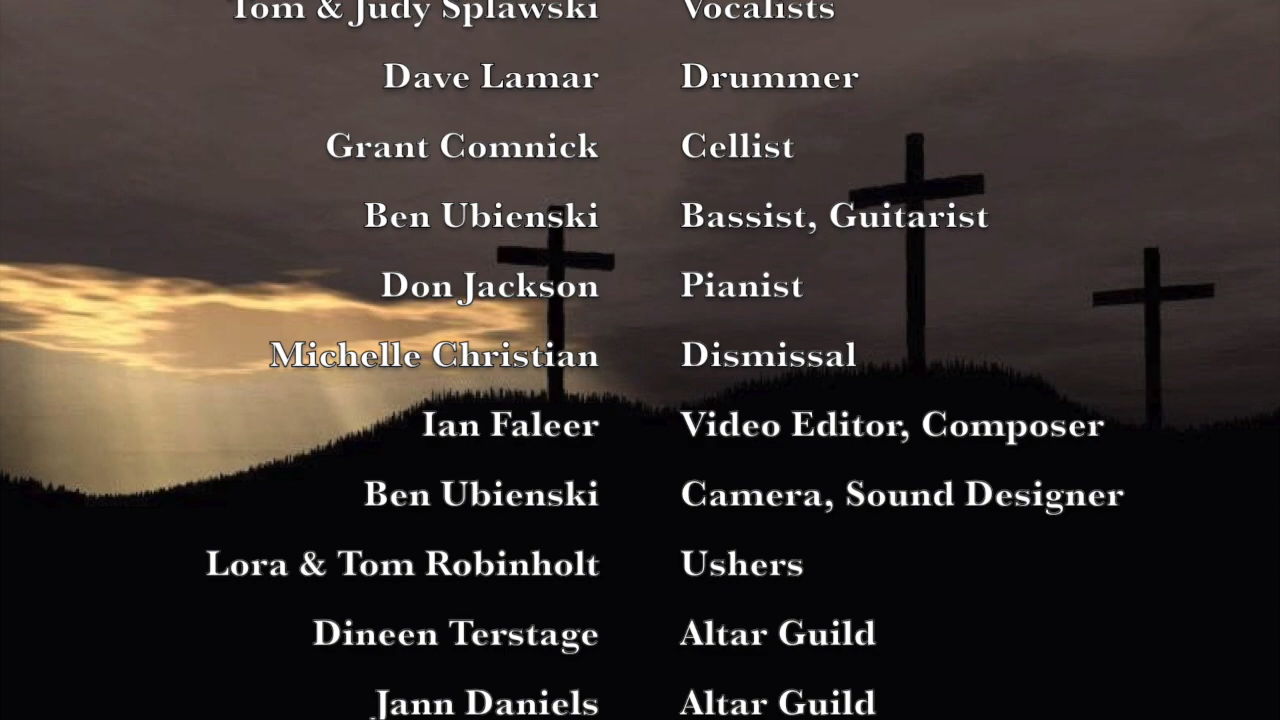 Tom & Judy Splawski Vocalists
Dave Lamar Drummer
Grant Comnick Cellist
Ben Ubienski Bassist, Guitarist
Don Jackson Pianist
Michelle Christian Dismissal
Ian Faleer Video Editor, Composer
Ben Ubienski Camera, Sound Designer
Lora & Tom Robinholt Ushers
Dineen Terstage Altar Guild
Jann Daniels Altar Guild